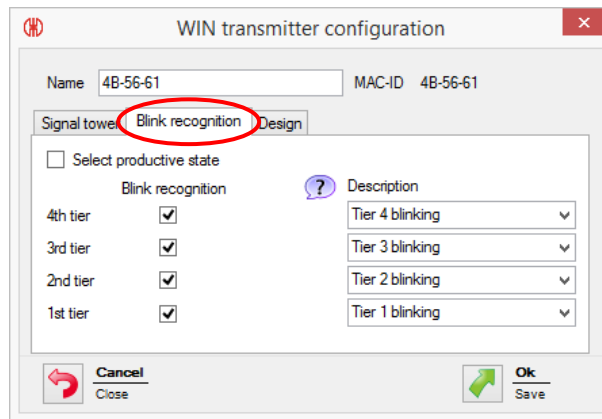 WIN transmitter configuration
Name 4B-56-61 MAC-ID 4B-56-61
Signal tower Blink recognition Design
Select productive state
Blink recognition ? Description
4th tier Tier 4 blinking
3rd tier Tier 3 blinking
2nd tier Tier 2 blinking
1st tier Tier 1 blinking
Cancel Ok
Close Save